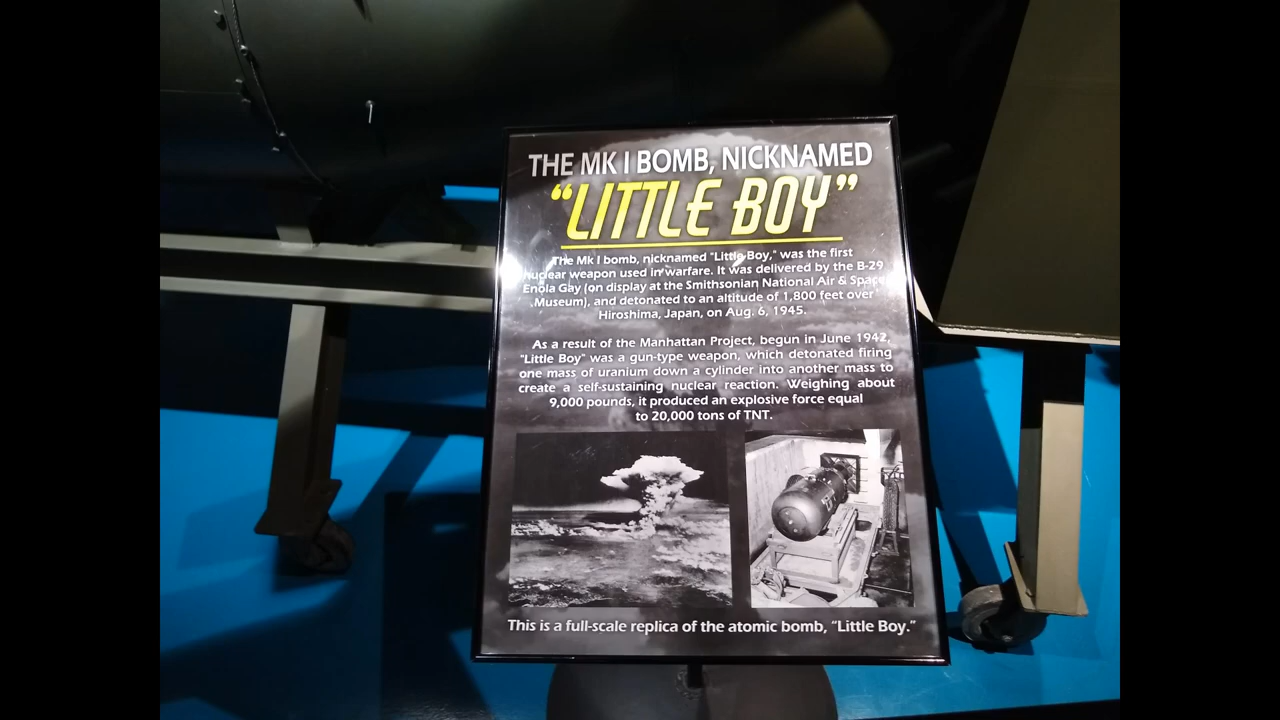 THE MK I BOMB, NICKNAMED
“LITTLE BOY”
The Mk I bomb, nicknamed "Little Boy," was the first
nuclear weapon used in warfare. It was delivered by the B-29
Enola Gay (on display at the Smithsonian National Air & Space
Museum), and detonated to an altitude of 1,800 feet over
Hiroshima, Japan, on Aug. 6, 1945.
As a result of the Manhattan Project, begun in June 1942,
"Little Boy" was a gun-type weapon, which detonated firing
one mass of uranium down a cylinder into another mass to
create a self-sustaining nuclear reaction. Weighing about
9,000 pounds, it produced an explosive force equal
to 20,000 tons of TNT.
This is a full-scale replica of the atomic bomb, “Little Boy.”